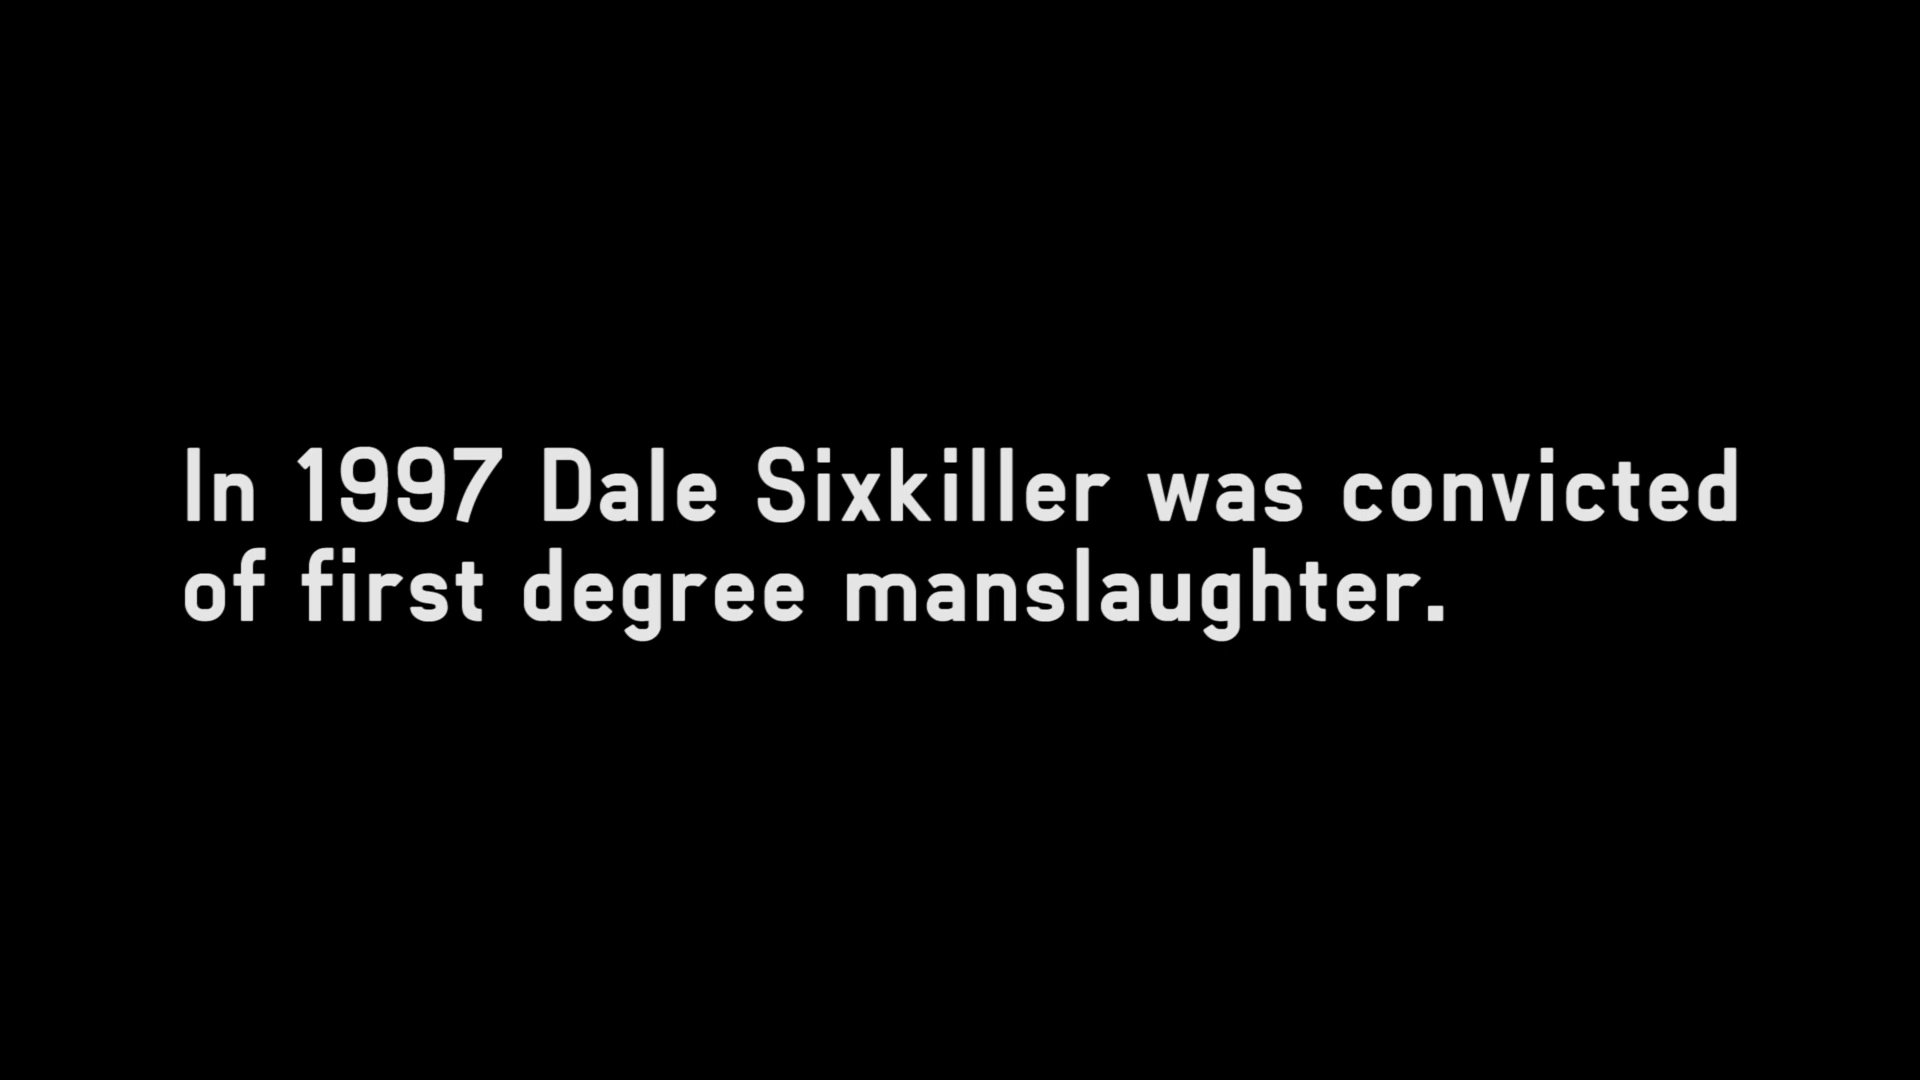 In 1997 Dale Sixkiller was convicted
of first degree manslaughter.